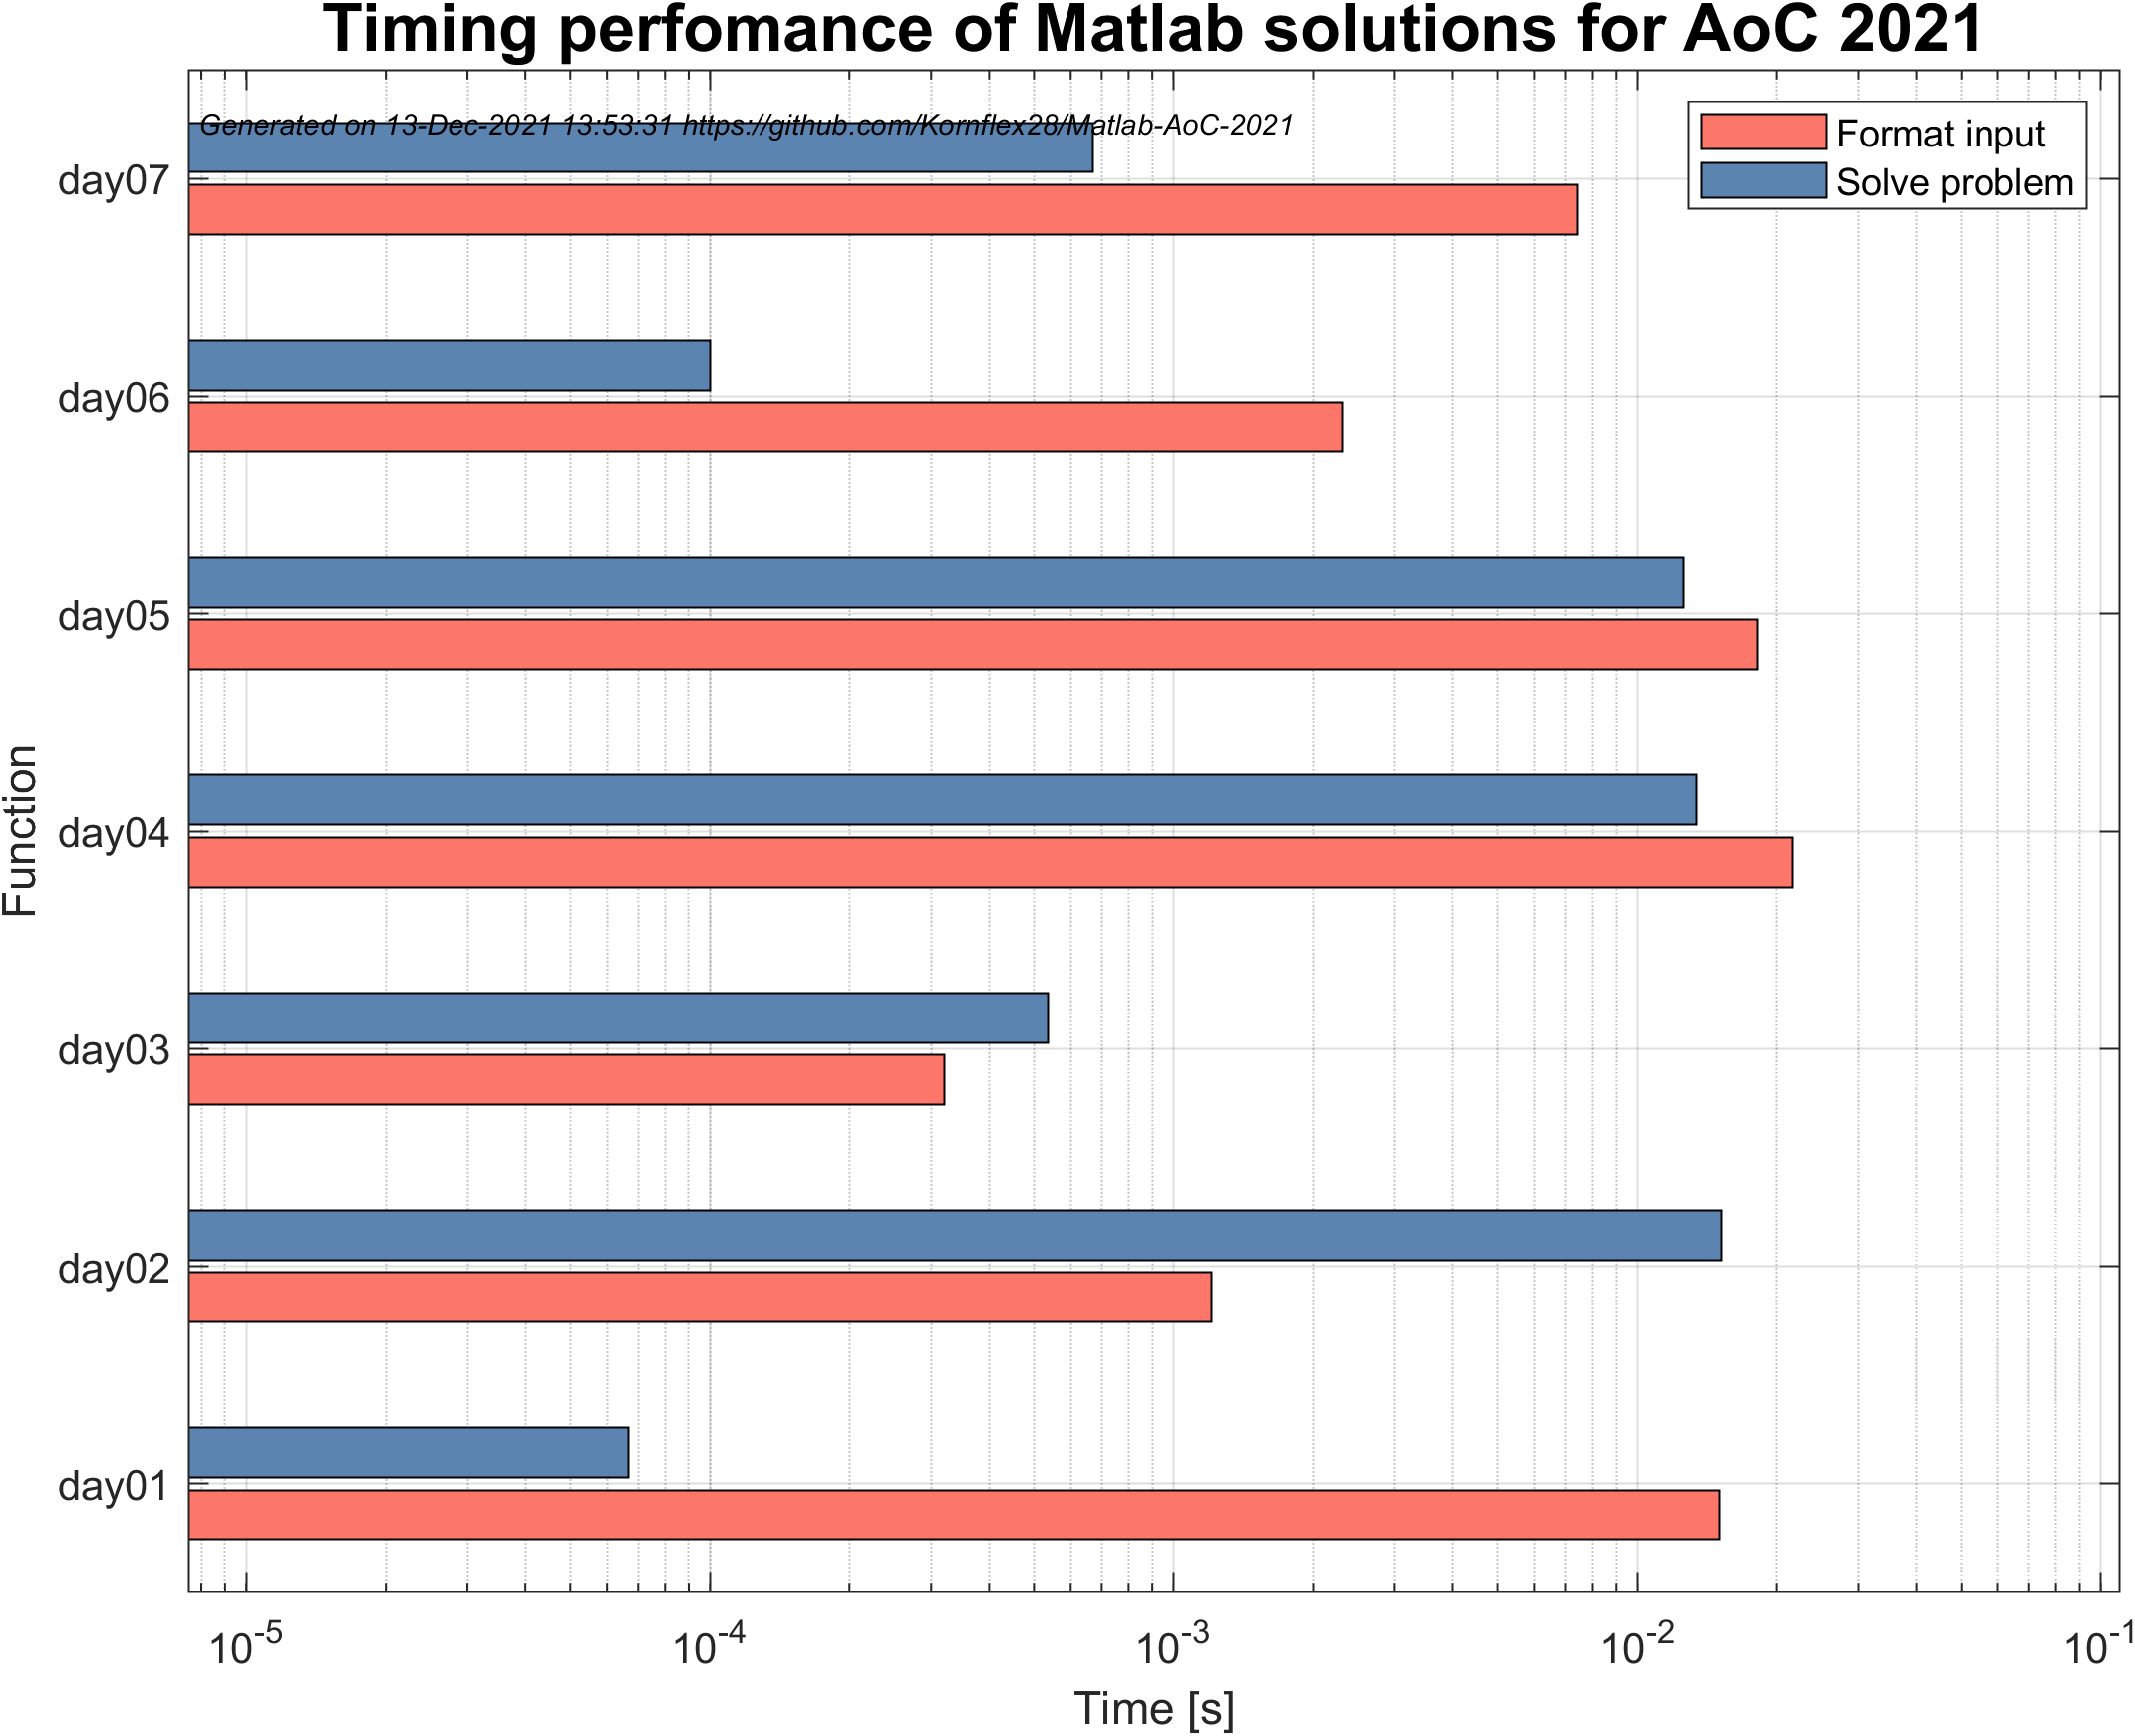 Timing perfomance of Matlab solutions for AoC 2021
Generated on 13-Dec-2021 13:53:31 https://github.com/Kornflex28/Matlab-AoC-2021
Format input
Solve problem
day07
day06
day05
day04
day03
day02
day01
Function
10^-5 10^-4 10^-3 10^-2 10^-1
Time [s]